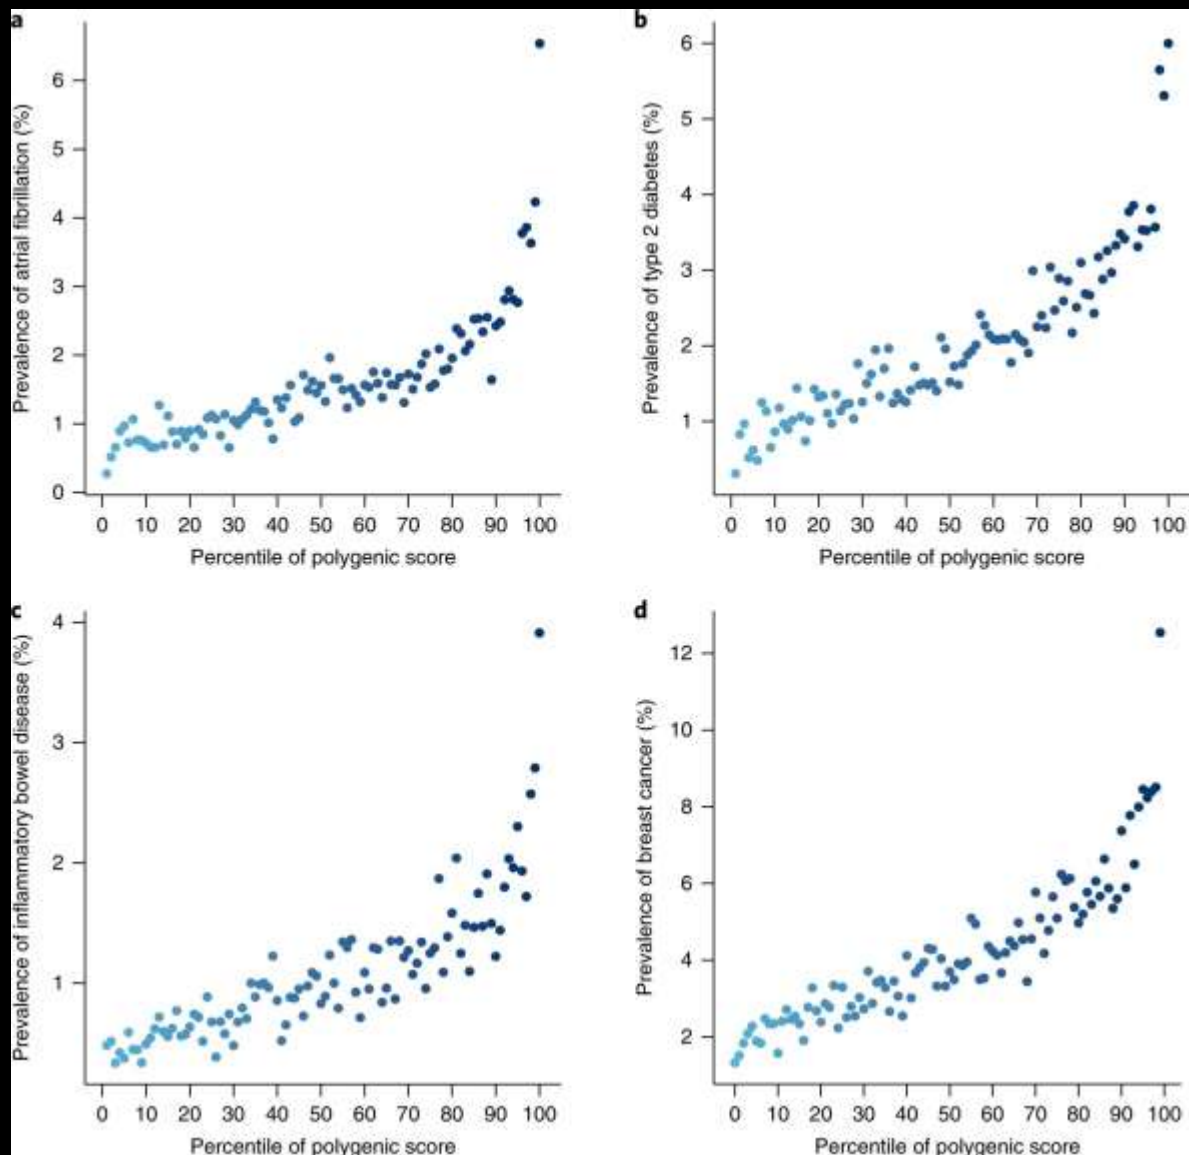 a
Prevalence of atrial fibrillation (%)
6
5
4
3
2
1
0
0 10 20 30 40 50 60 70 80 90 100
Percentile of polygenic score
b
Prevalence of type 2 diabetes (%)
6
5
4
3
2
1
0 10 20 30 40 50 60 70 80 90 100
Percentile of polygenic score
c
Prevalence of inflammatory bowel disease (%)
4
3
2
1
0 10 20 30 40 50 60 70 80 90 100
Percentile of polygenic score
d
Prevalence of breast cancer (%)
12
10
8
6
4
2
0 10 20 30 40 50 60 70 80 90 100
Percentile of polygenic score